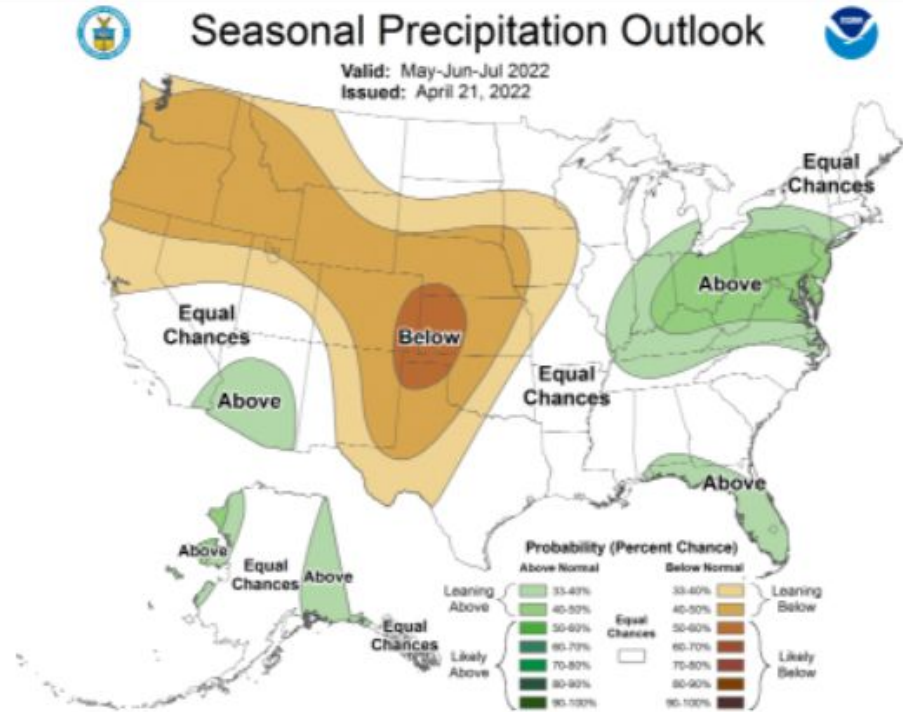 Seasonal Precipitation Outlook
Valid: May-Jun-Jul 2022
Issued: April 21, 2022
Equal
Chances
Above
Equal
Chances
Below
Equal
Chances
Above
Above
Above
Equal
Chances
Above
Equal
Chances
Probability (Percent Chance)
Above Normal
Below Normal
Leaning
Above
33-40%
40-50%
Likely
Above
50-60%
60-70%
70-80%
80-90%
90-100%
Equal
Chances
33-40%
40-50%
Leaning
Below
50-60%
60-70%
70-80%
80-90%
90-100%
Likely
Below